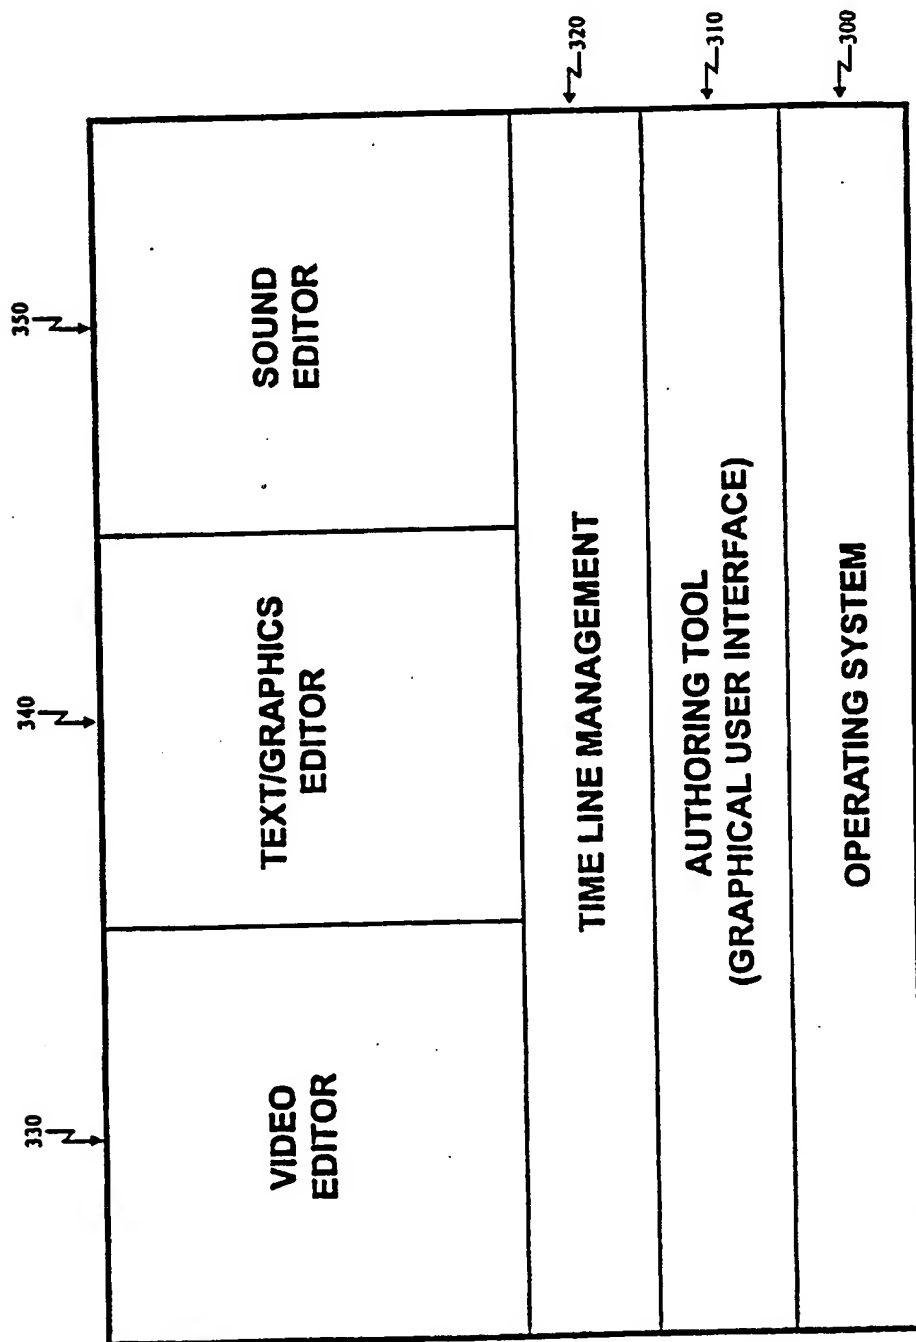 330
340
350
VIDEO
EDITOR
TEXT/GRAPHICS
EDITOR
SOUND
EDITOR
TIME LINE MANAGEMENT
320
AUTHORING TOOL
(GRAPHICAL USER INTERFACE)
310
OPERATING SYSTEM
300